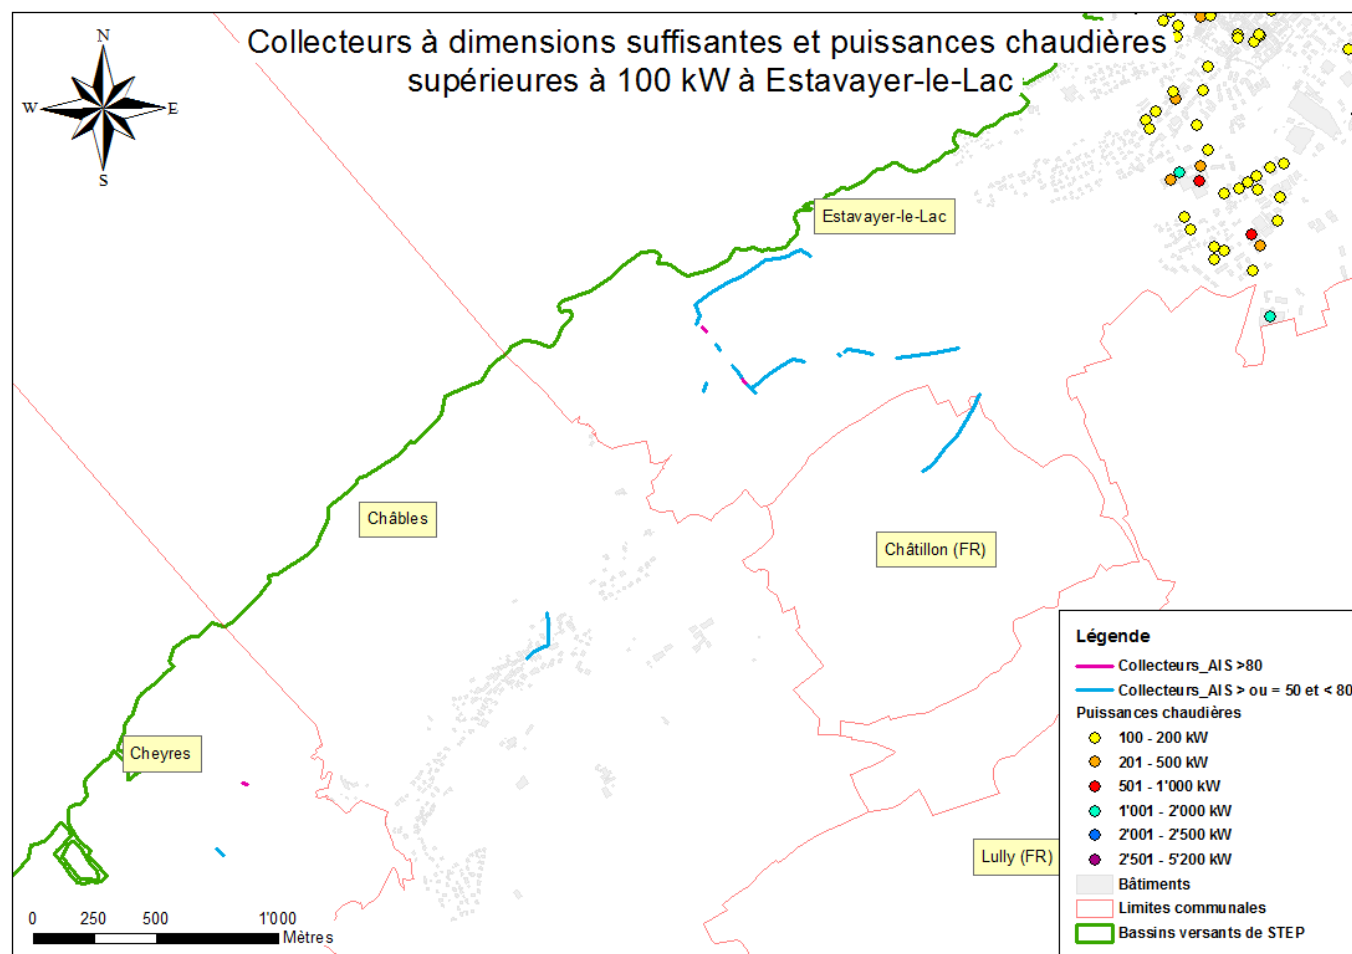 Collecteurs à dimensions suffisantes et puissances chaudières
supérieures à 100 kW à Estavayer-le-Lac
N
W
E
S
Estavayer-le-Lac
Châbles
Châtillon (FR)
Cheyres
Lully (FR)
Légende
Collecteurs_AIS >80
Collecteurs_AIS > ou = 50 et < 80
Puissances chaudières
100 - 200 kW
201 - 500 kW
501 - 1'000 kW
1'001 - 2'000 kW
2'001 - 2'500 kW
2'501 - 5'200 kW
Bâtiments
Limites communales
Bassins versants de STEP
0 250 500 1'000
Mètres